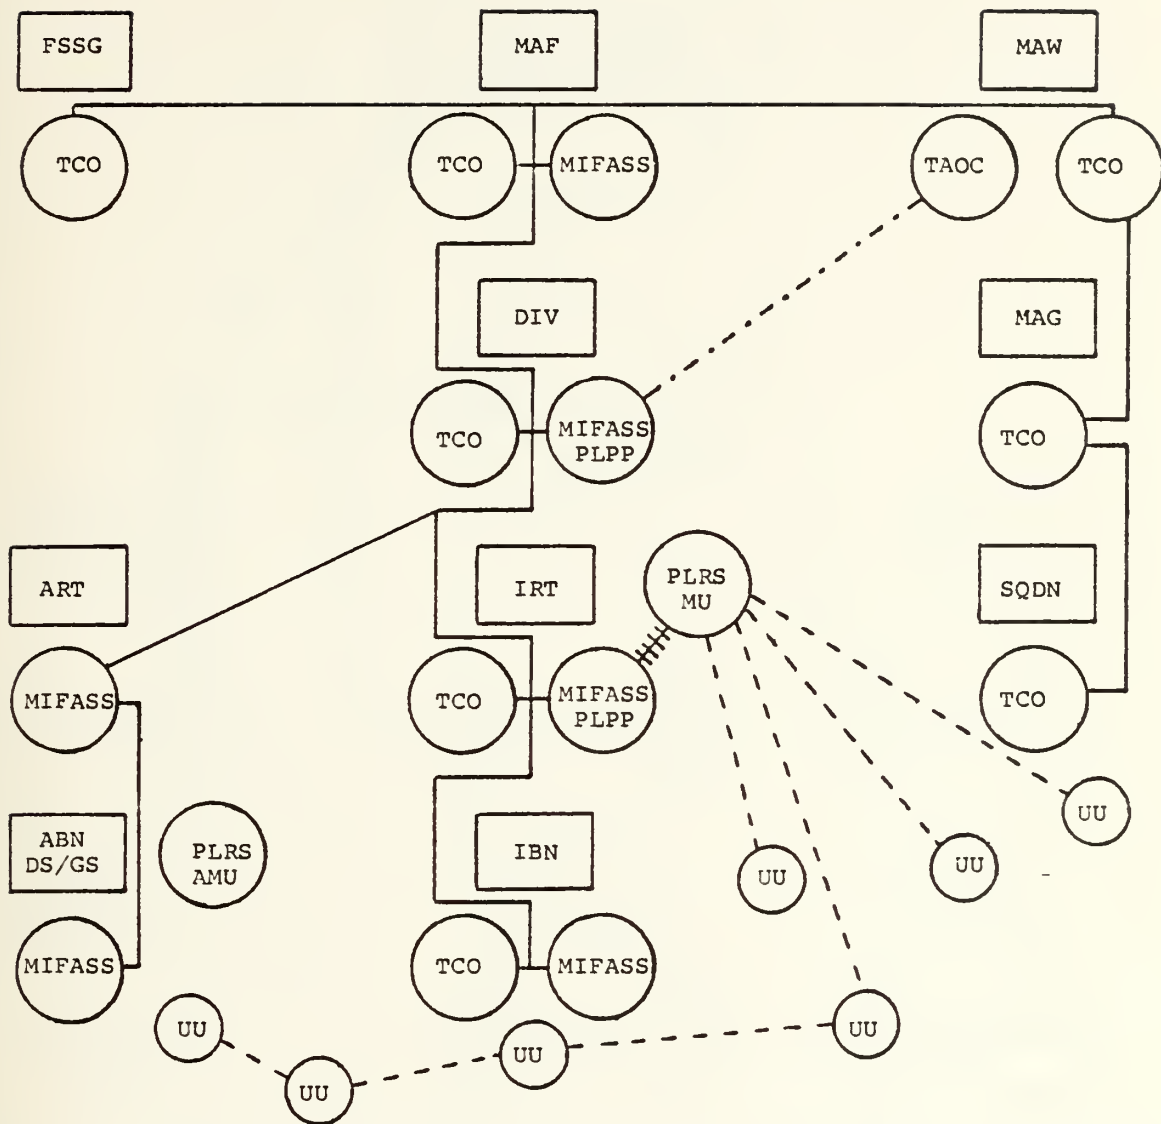 FSSG
MAF
MAW
TCO
TCO
MIFASS
TAOC
TCO
DIV
MAG
TCO
MIFASS
PLPP
TCO
ART
IRT
PLRS
MU
SQDN
MIFASS
TCO
MIFASS
PLPP
TCO
ABN
DS/GS
PLRS
AMU
IBN
UU
UU
UU
MIFASS
TCO
MIFASS
UU
UU
UU
UU